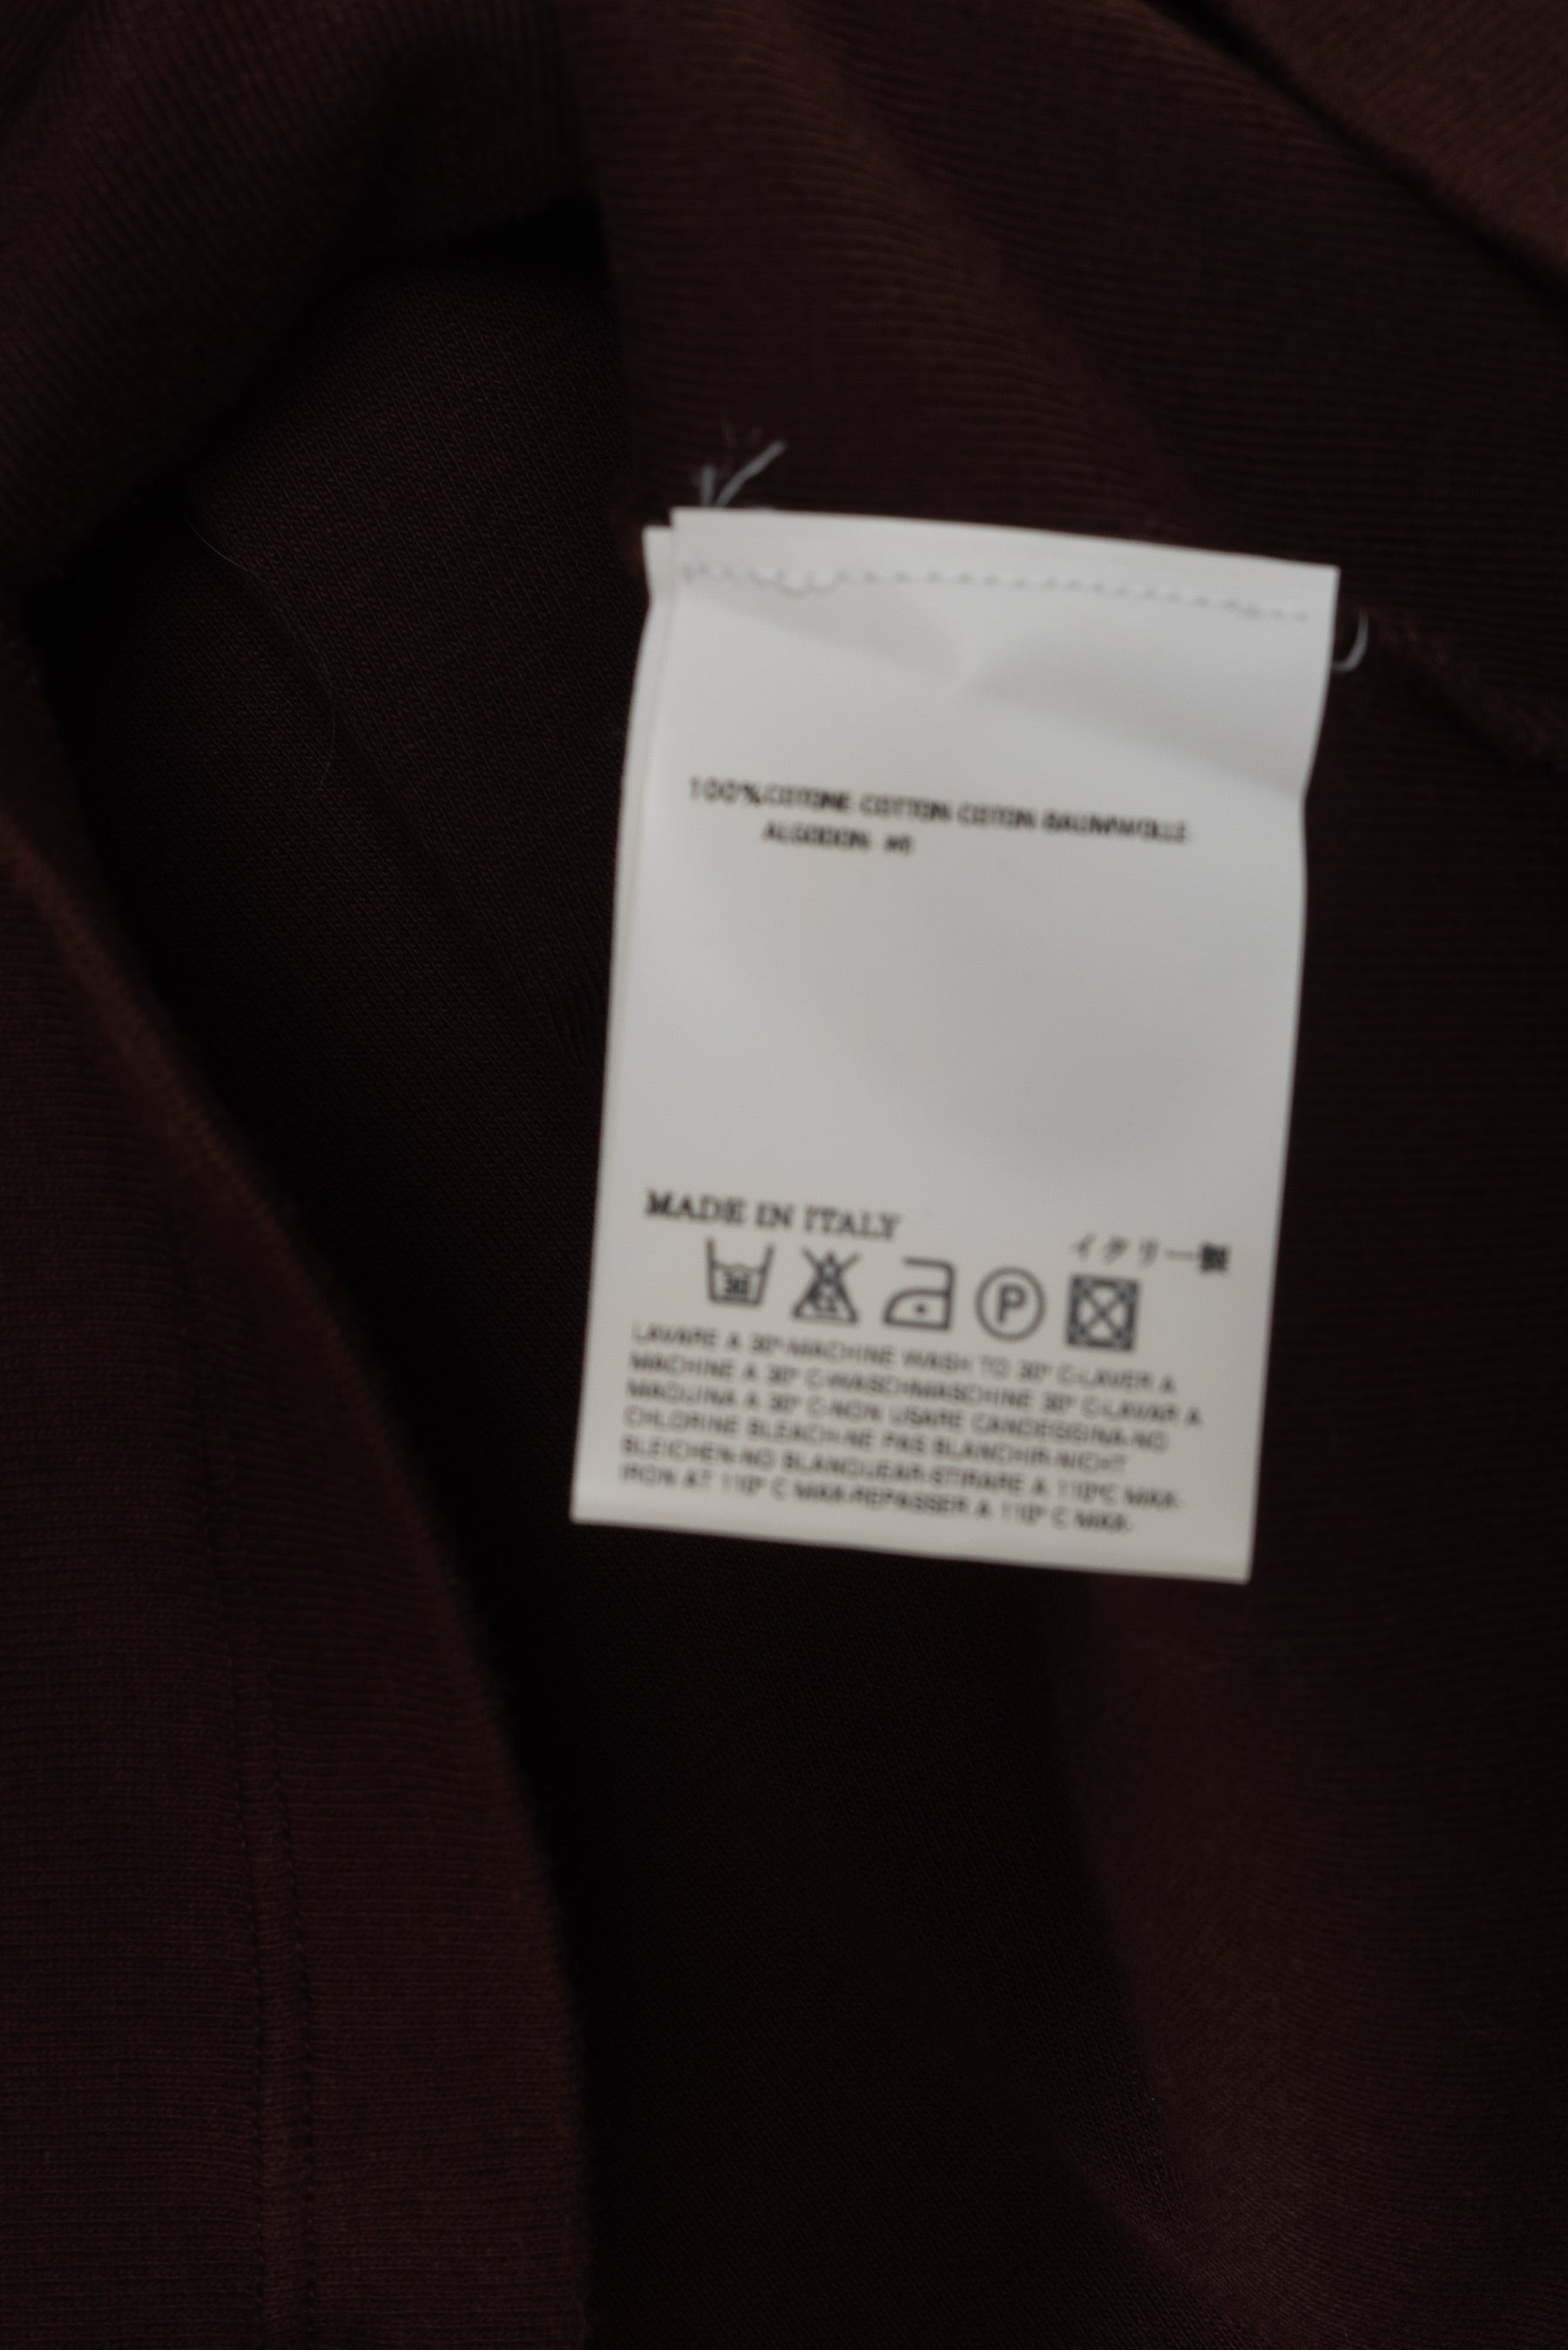 100%COTONE-COTTON-COTON-BAUMWOLLE-
ALGODON-
MADE IN ITALY
イタリー製
30 CL P
LAVARE A 30°-MACHINE WASH TO 30° C-LAVER A
MACHINE A 30° C-WASCHMASCHINE 30° C-LAVAR A
MAQUINA A 30° C-NON USARE CANDEGGINA-NO
CHLORINE BLEACH-NE PAS BLANCHIR-NICHT
BLEICHEN-NO BLANQUEAR-STIRARE A 110°C MAX-
IRON AT 110° C MAX-REPASSER A 110° C MAX-